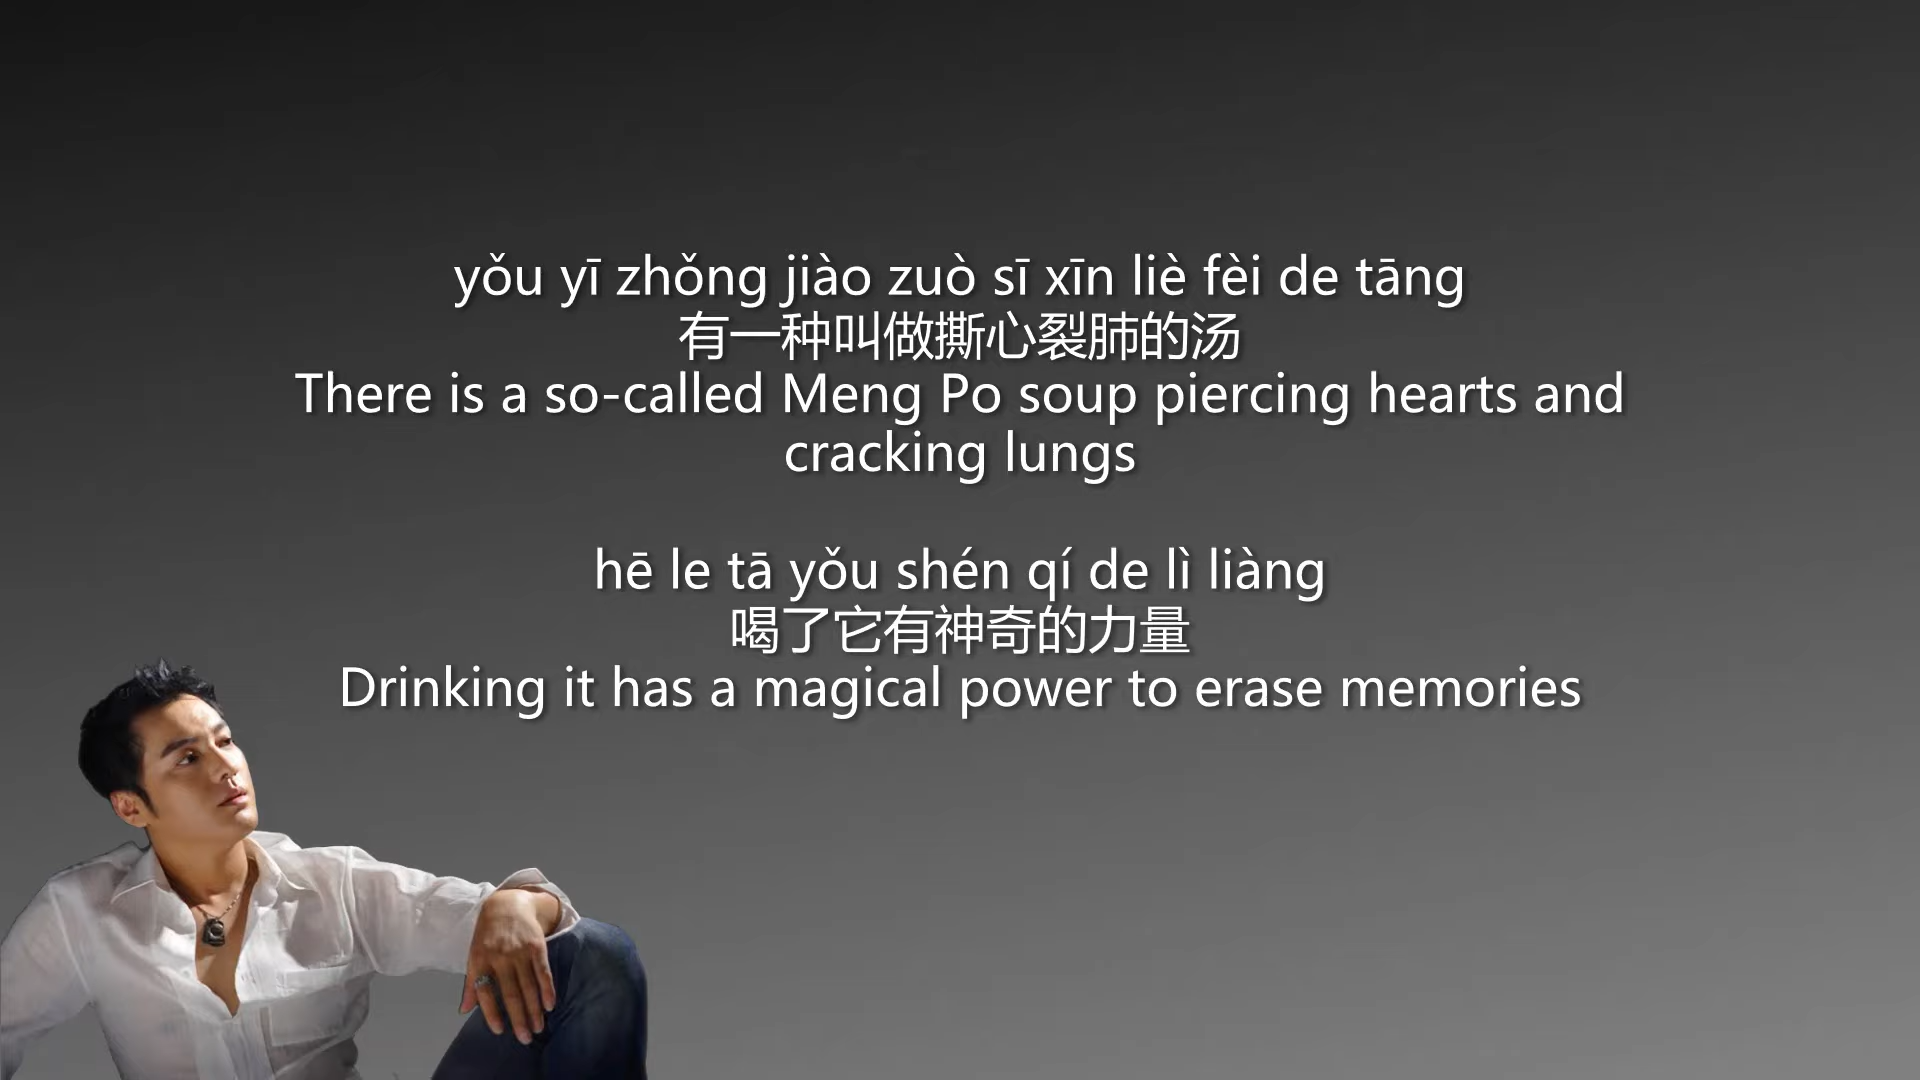 yǒu yī zhǒng jiào zuò sī xīn liè fèi de tāng
有一种叫做撕心裂肺的汤
There is a so-called Meng Po soup piercing hearts and
cracking lungs
hē le tā yǒu shén qí de lì liàng
喝了它有神奇的力量
Drinking it has a magical power to erase memories